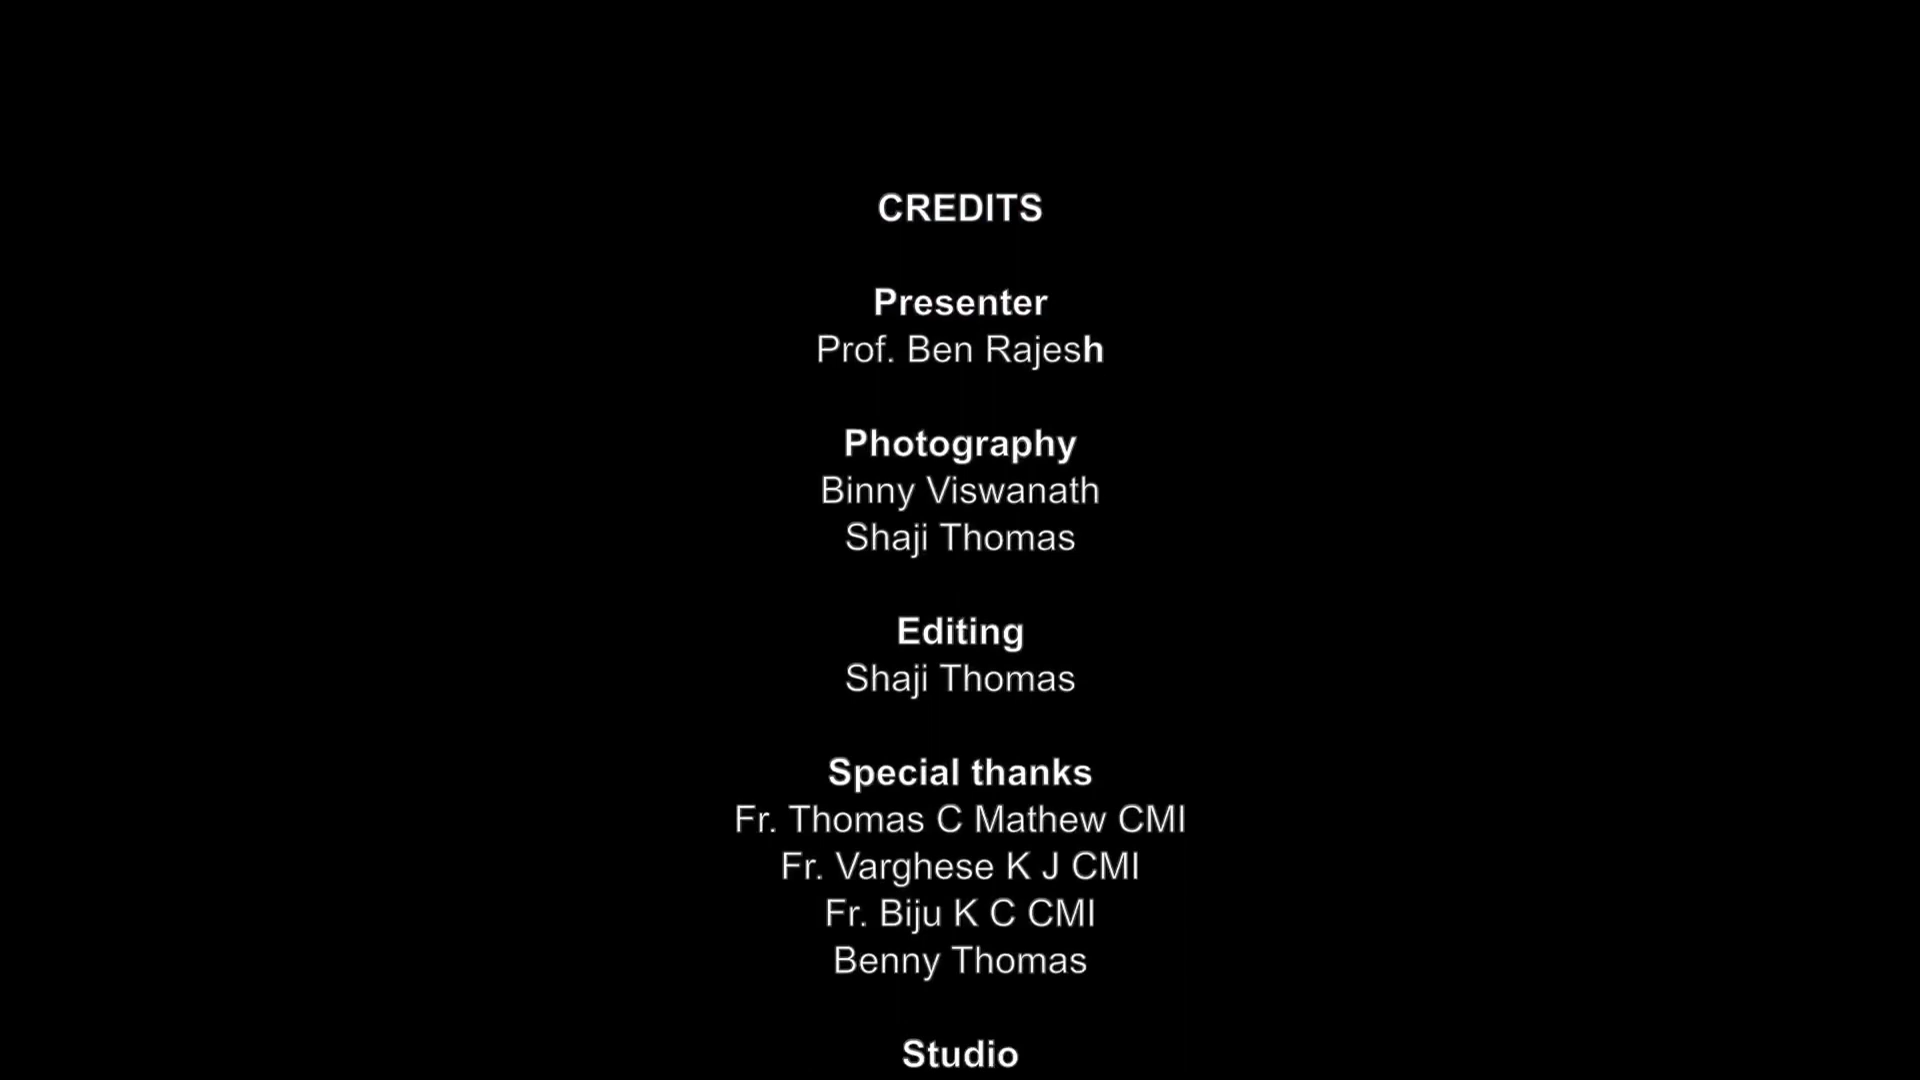 CREDITS
Presenter
Prof. Ben Rajesh
Photography
Binny Viswanath
Shaji Thomas
Editing
Shaji Thomas
Special thanks
Fr. Thomas C Mathew CMI
Fr. Varghese K J CMI
Fr. Biju K C CMI
Benny Thomas
Studio